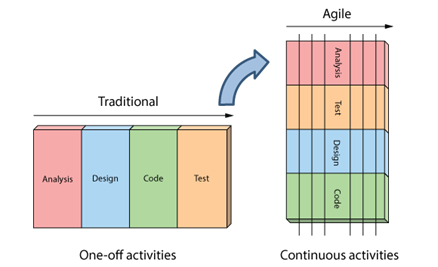 Traditional
Analysis
Design
Code
Test
One-off activities
Agile
Analysis
Test
Design
Code
Continuous activities